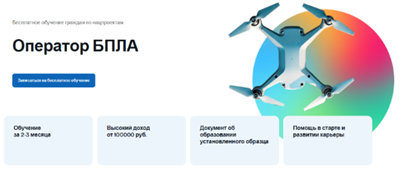 Бесплатное обучение граждан по нацпроектам
Оператор БПЛА
Записаться на бесплатное обучение
Обучение
за 2-3 месяца
Высокий доход
от 100000 руб.
Документ об
образовании
установленного образца
Помощь в старте и
развитии карьеры